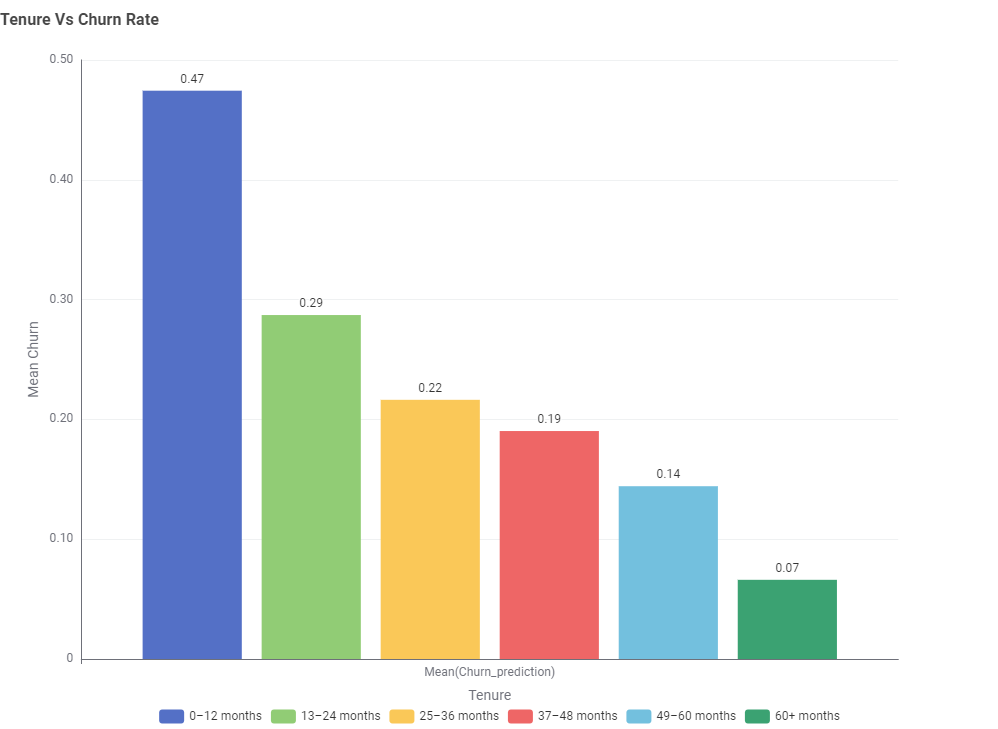 Tenure Vs Churn Rate
0.50
0.47
0.40
0.29
0.30
Mean Churn
0.22
0.20
0.19
0.14
0.10
0.07
0
Mean(Churn_prediction)
Tenure
0–12 months 13–24 months 25–36 months 37–48 months 49–60 months 60+ months